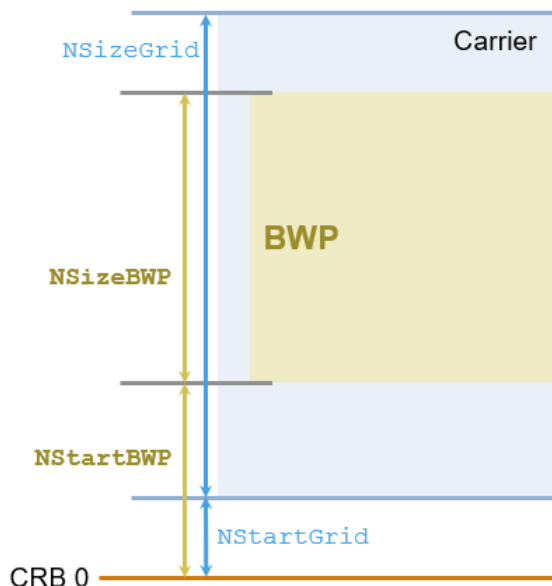 Carrier
NSizeGrid
BWP
NSizeBWP
NStartBWP
NStartGrid
CRB 0